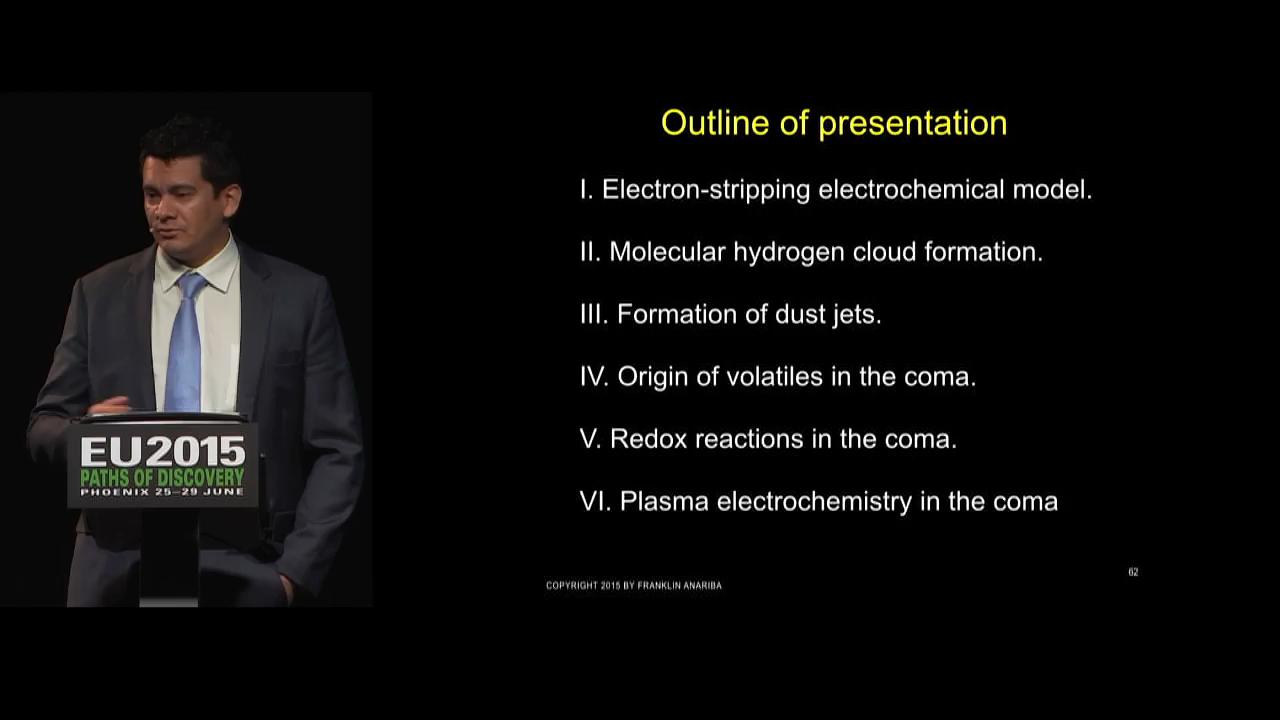 Outline of presentation
I. Electron-stripping electrochemical model.
II. Molecular hydrogen cloud formation.
III. Formation of dust jets.
IV. Origin of volatiles in the coma.
V. Redox reactions in the coma.
VI. Plasma electrochemistry in the coma
COPYRIGHT 2015 BY FRANKLIN ANARIBA
62
EU2015
PATHS OF DISCOVERY
PHOENIX 25–29 JUNE